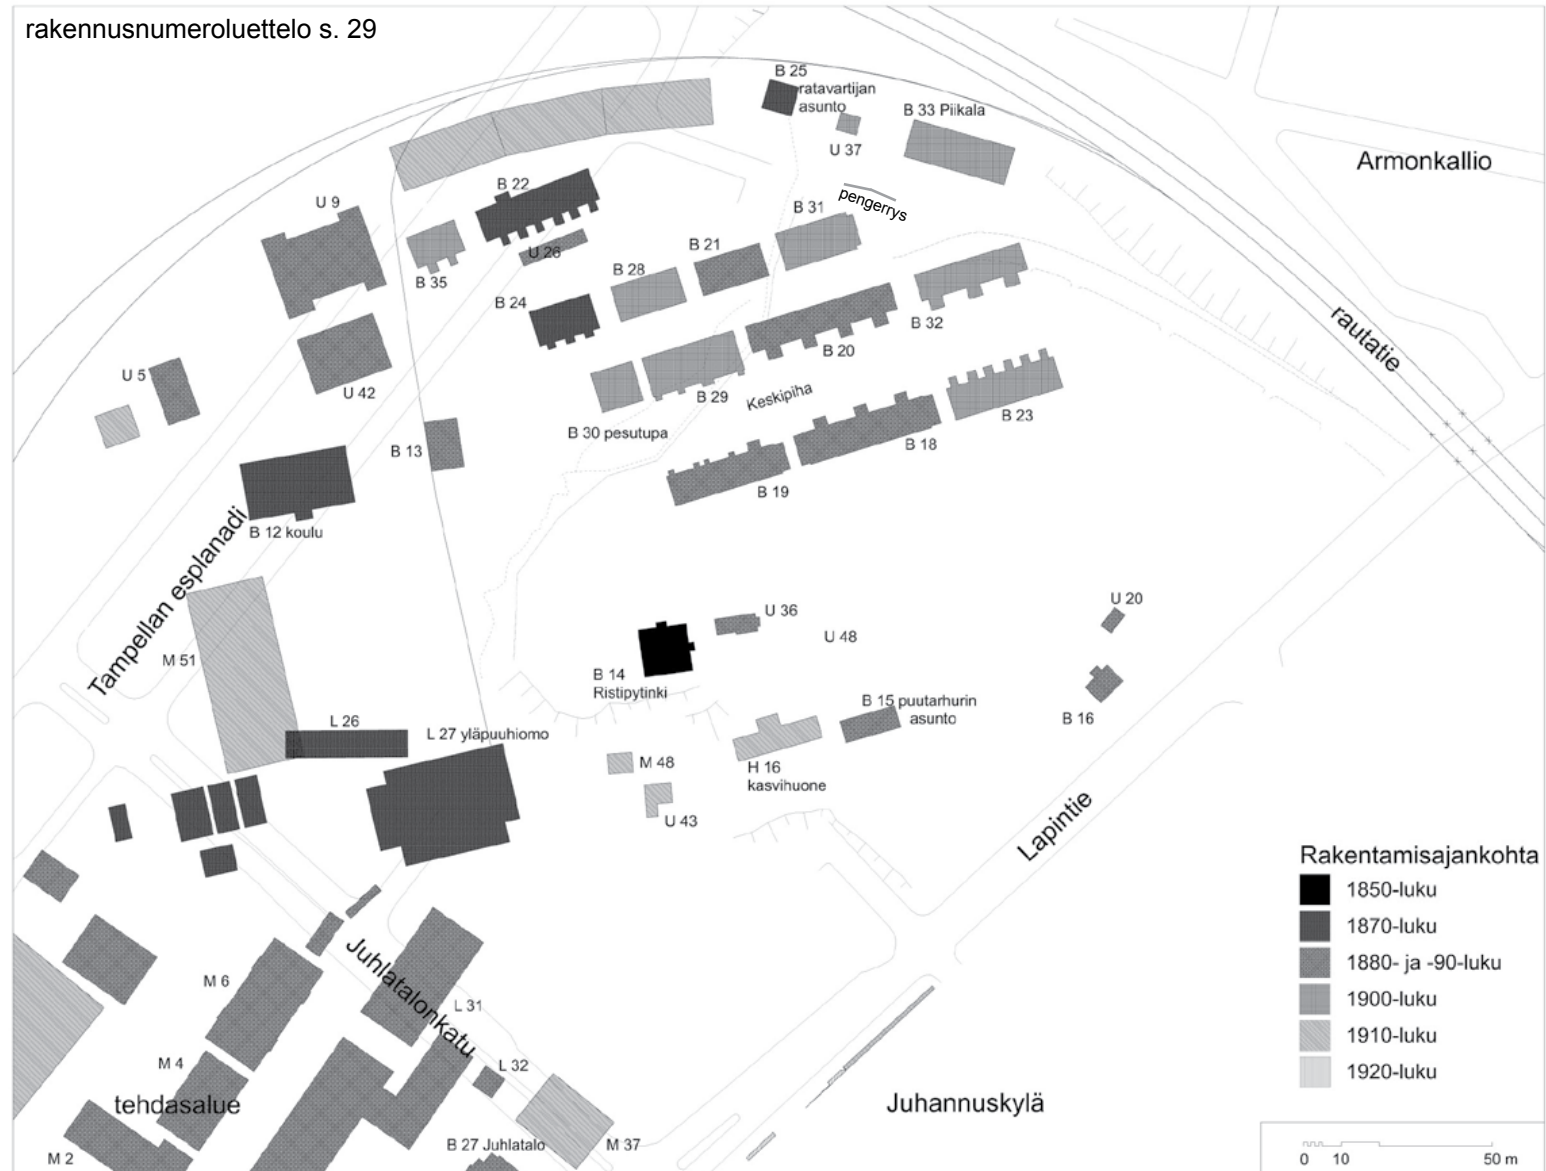 rakennusnumeroluettelo s. 29
B 25
ratavartijan
asunto
B 33 Piikala
U 37
Armonkallio
B 22
U 9
pengerrys
B 31
U 26
B 21
B 35
B 28
B 24
B 32
rautatie
B 20
U 5
U 42
B 29
Keskipiha
B 23
B 30 pesutupa
B 18
B 13
B 19
B 12 koulu
Tampellan esplanadi
U 20
U 36
U 48
M 51
B 14
Ristipytinki
B 15 puutarhurin
asunto
B 16
L 26
L 27 yläpuuhiomo
M 48
H 16
kasvihuone
U 43
Lapintie
Rakentamisajankohta
1850-luku
1870-luku
1880- ja -90-luku
1900-luku
1910-luku
1920-luku
Juhlatalonkatu
M 6
L 31
M 4
L 32
tehdasalue
Juhannuskylä
B 27 Juhlatalo
M 37
M 2
0 10 50 m